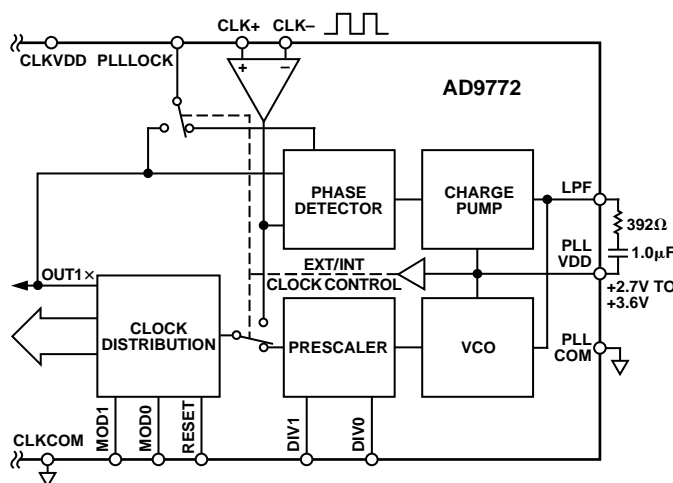 CLK+ CLK–
CLKVDD PLLLOCK
+ –
AD9772
PHASE
DETECTOR
CHARGE
PUMP
LPF
392Ω
1.0µF
PLL
VDD
+2.7V TO
+3.6V
OUT1×
EXT/INT
CLOCK CONTROL
CLOCK
DISTRIBUTION
PRESCALER
VCO
PLL
COM
CLKCOM
MOD1
MOD0
RESET
DIV1
DIV0